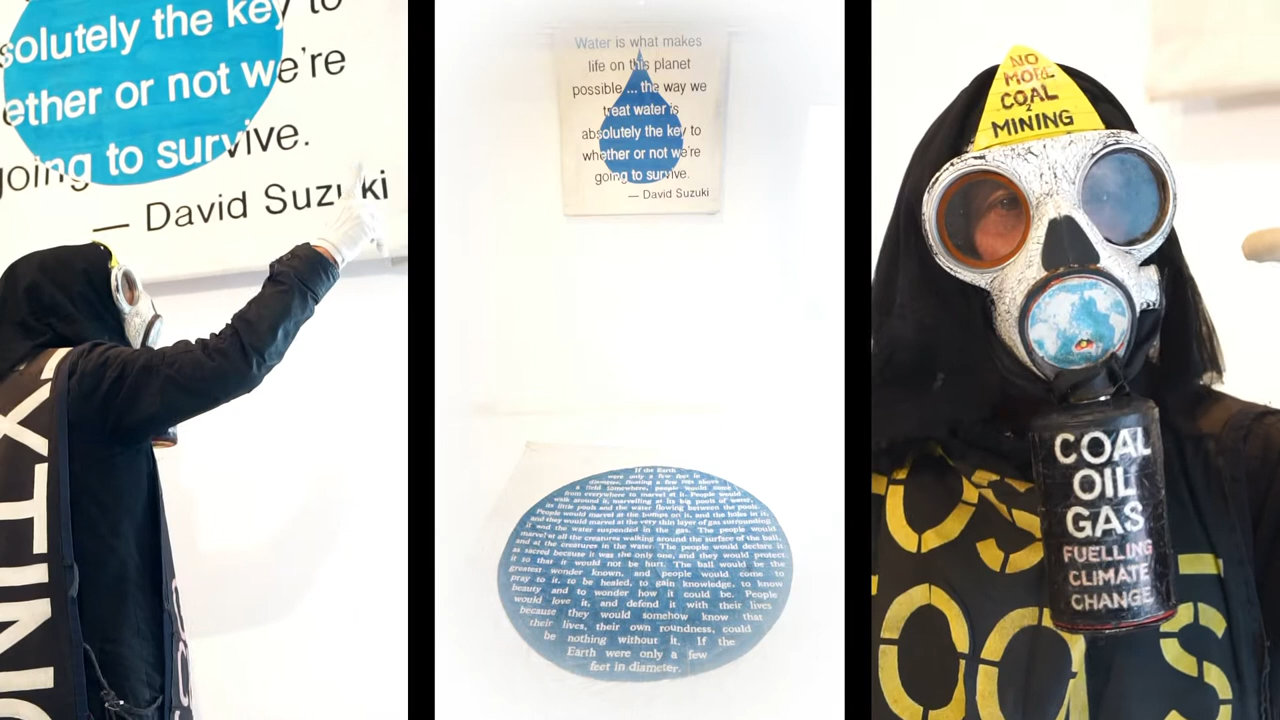 solutely the key to
ether or not we're
going to survive.
— David Suzuki
XTIN
Water is what makes
life on this planet
possible ... the way we
treat water is
absolutely the key to
whether or not we're
going to survive.
— David Suzuki
If the Earth
were only a few feet in
diameter, floating a few feet above
a field somewhere, people would come
from everywhere to marvel at it. People would
walk around it, marvelling at its big pools of water,
its little pools and the water flowing between the pools.
People would marvel at the bumps on it, and the holes in it,
and they would marvel at the very thin layer of gas surrounding
it and the water suspended in the gas. The people would
marvel at all the creatures walking around the surface of the ball,
and at the creatures in the water. The people would declare it
as sacred because it was the only one, and they would protect
it so that it would not be hurt. The ball would be the
greatest wonder known, and people would come to
pray to it, to be healed, to gain knowledge, to know
beauty and to wonder how it could be. People
would love it, and defend it with their lives
because they would somehow know that
their lives, their own roundness, could
be nothing without it. If the
Earth were only a few
feet in diameter.
NO
MORE
COAL
2
MINING
COAL
OIL
GAS
FUELLING
CLIMATE
CHANGE
OS